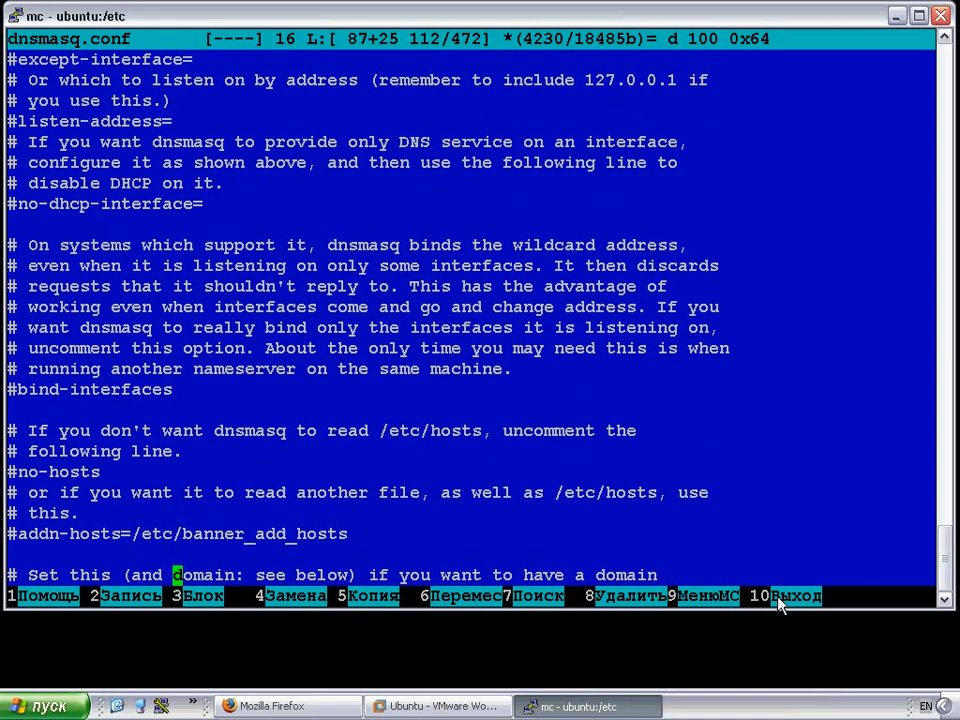 mc - ubuntu:/etc
dnsmasq.conf [----] 16 L:[ 87+25 112/472] *(4230/18485b)= d 100 0x64
#except-interface=
# Or which to listen on by address (remember to include 127.0.0.1 if
# you use this.)
#listen-address=
# If you want dnsmasq to provide only DNS service on an interface,
# configure it as shown above, and then use the following line to
# disable DHCP on it.
#no-dhcp-interface=
# On systems which support it, dnsmasq binds the wildcard address,
# even when it is listening on only some interfaces. It then discards
# requests that it shouldn't reply to. This has the advantage of
# working even when interfaces come and go and change address. If you
# want dnsmasq to really bind only the interfaces it is listening on,
# uncomment this option. About the only time you may need this is when
# running another nameserver on the same machine.
#bind-interfaces
# If you don't want dnsmasq to read /etc/hosts, uncomment the
# following line.
#no-hosts
# or if you want it to read another file, as well as /etc/hosts, use
# this.
#addn-hosts=/etc/banner_add_hosts
# Set this (and domain: see below) if you want to have a domain
1Помощь 2Запись 3Блок 4Замена 5Копия 6Перемес7Поиск 8Удалить9МенюMC 10Выход
пуск » Mozilla Firefox Ubuntu - VMware Wo... mc - ubuntu:/etc EN